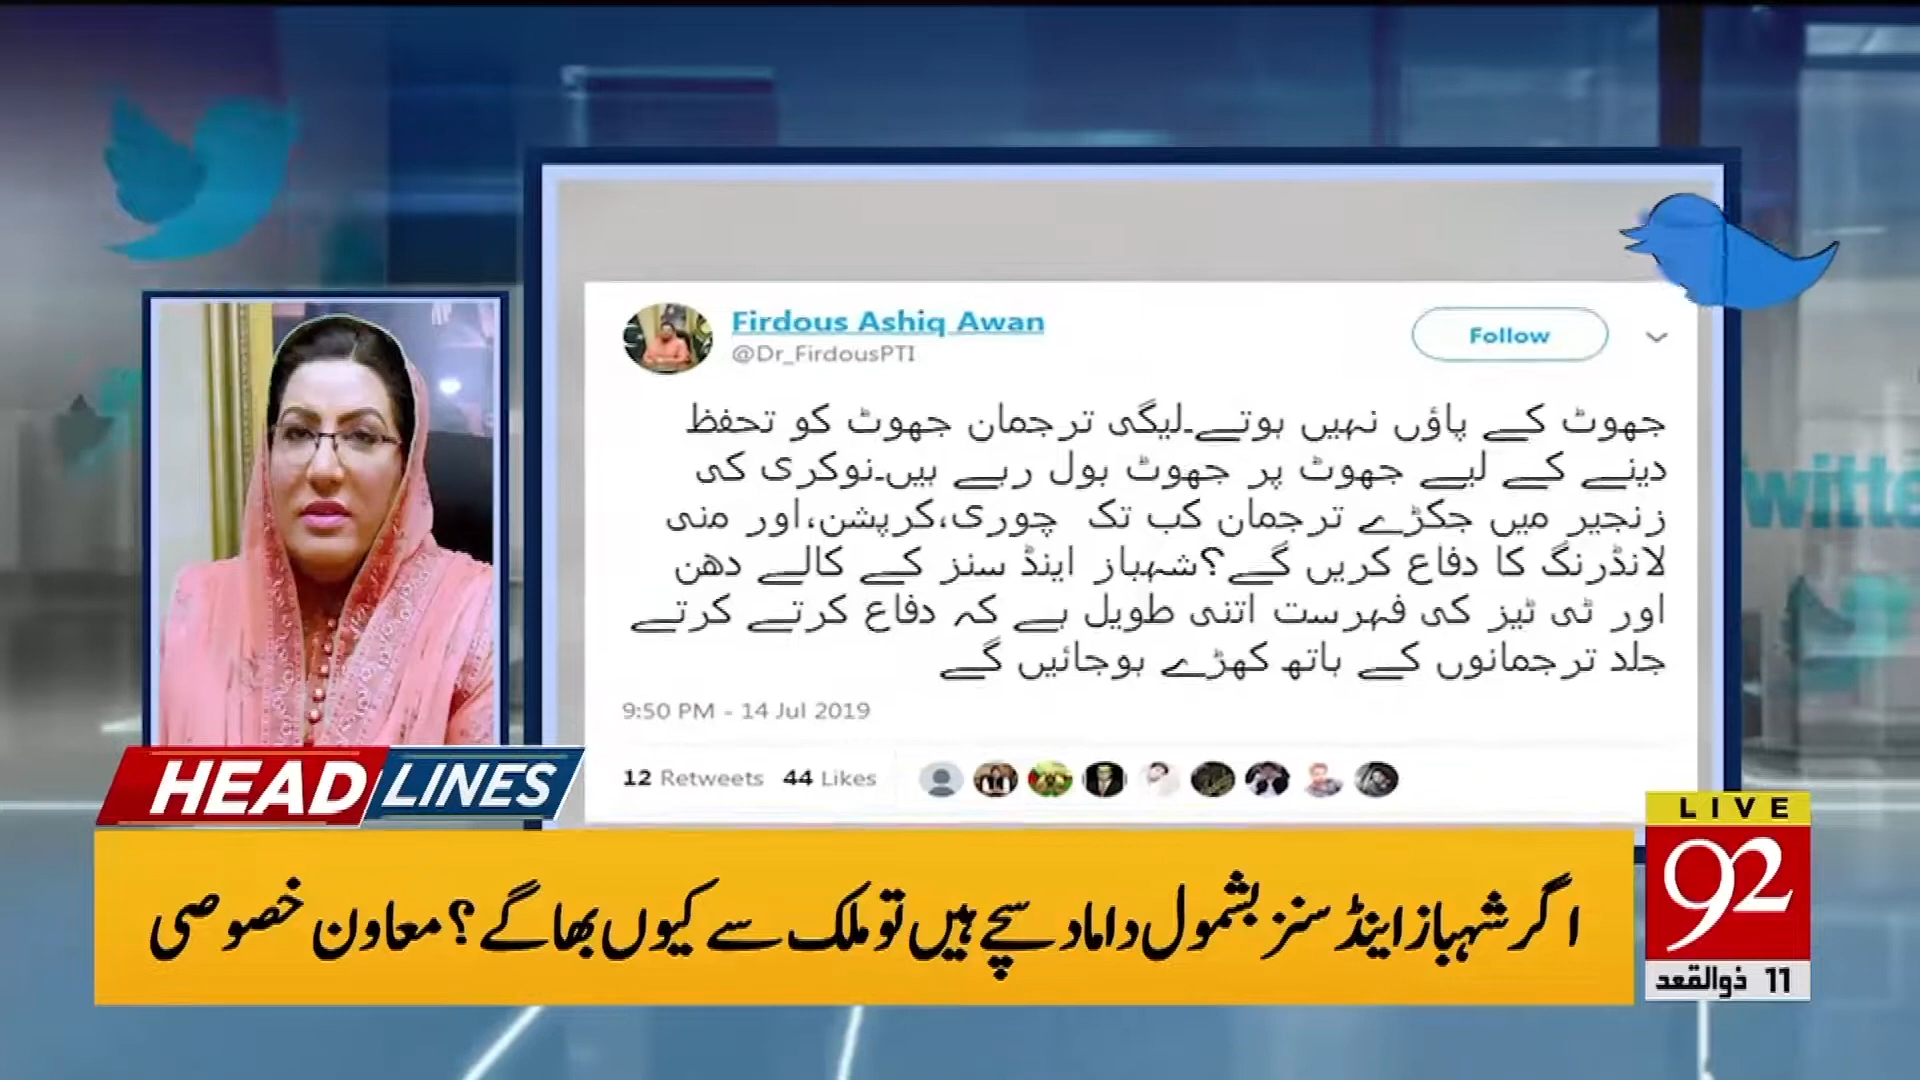 Firdous Ashiq Awan
@Dr_FirdousPTI
Follow
جھوٹ کے پاؤں نہیں ہوتے۔لیگی ترجمان جھوٹ کو تحفظ
دینے کے لیے جھوٹ پر جھوٹ بول رہے ہیں۔نوکری کی
زنجیر میں جکڑے ترجمان کب تک چوری،کرپشن،اور منی
لانڈرنگ کا دفاع کریں گے؟شہباز اینڈ سنز کے کالے دھن
اور ٹی ٹیز کی فہرست اتنی طویل ہے کہ دفاع کرتے کرتے
جلد ترجمانوں کے ہاتھ کھڑے ہوجائیں گے
9:50 PM - 14 Jul 2019
12 Retweets 44 Likes
HEADLINES
اگر شہباز اینڈ سنز بشمول داماد سچے ہیں تو ملک سے کیوں بھاگے؟ معاون خصوصی
LIVE
92
11 ذوالقعد